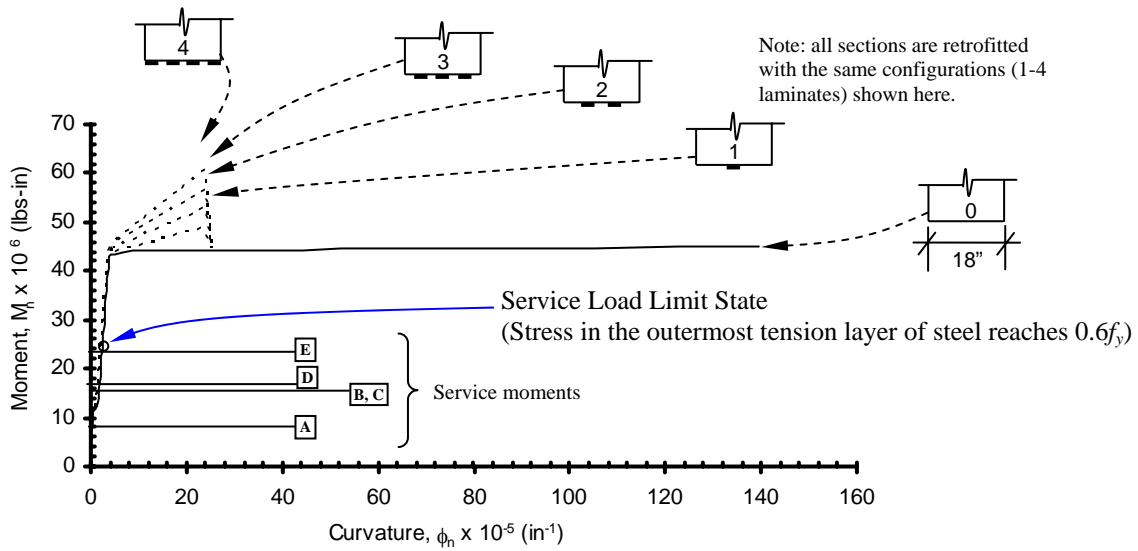 4
3
2
1
0
18"
Note: all sections are retrofitted
with the same configurations (1-4
laminates) shown here.
70
60
50
40
30
20
10
0
Moment, Mn x 10 6 (lbs-in)
Service Load Limit State
(Stress in the outermost tension layer of steel reaches 0.6fy)
E
D
B, C
A
Service moments
0 20 40 60 80 100 120 140 160
Curvature, ϕn x 10-5 (in-1)